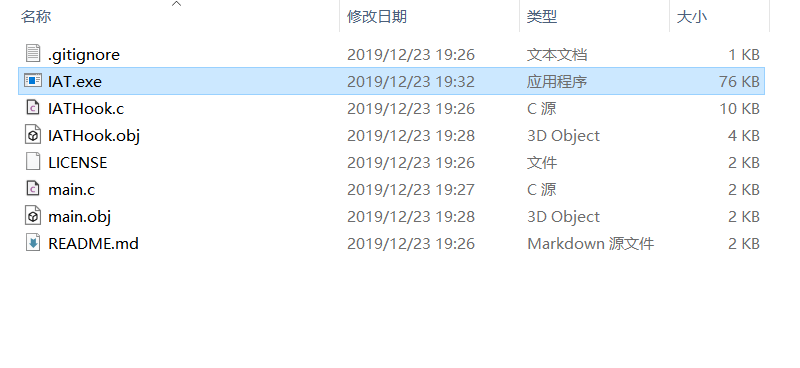 名称 修改日期 类型 大小
.gitignore 2019/12/23 19:26 文本文档 1 KB
IAT.exe 2019/12/23 19:32 应用程序 76 KB
IATHook.c 2019/12/23 19:26 C 源 10 KB
IATHook.obj 2019/12/23 19:28 3D Object 4 KB
LICENSE 2019/12/23 19:26 文件 2 KB
main.c 2019/12/23 19:27 C 源 2 KB
main.obj 2019/12/23 19:28 3D Object 2 KB
README.md 2019/12/23 19:26 Markdown 源文件 2 KB